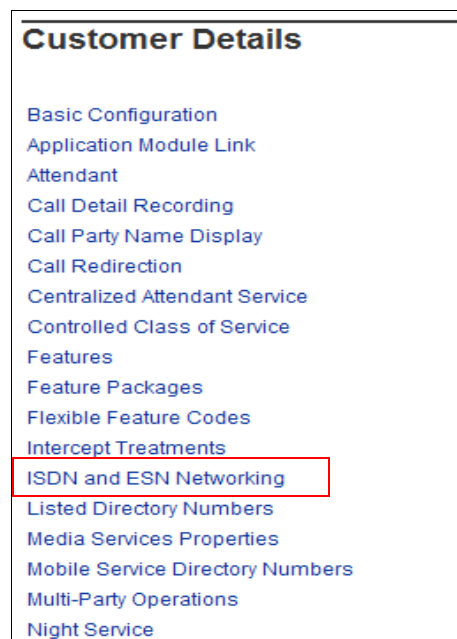 Customer Details
Basic Configuration
Application Module Link
Attendant
Call Detail Recording
Call Party Name Display
Call Redirection
Centralized Attendant Service
Controlled Class of Service
Features
Feature Packages
Flexible Feature Codes
Intercept Treatments
ISDN and ESN Networking
Listed Directory Numbers
Media Services Properties
Mobile Service Directory Numbers
Multi-Party Operations
Night Service